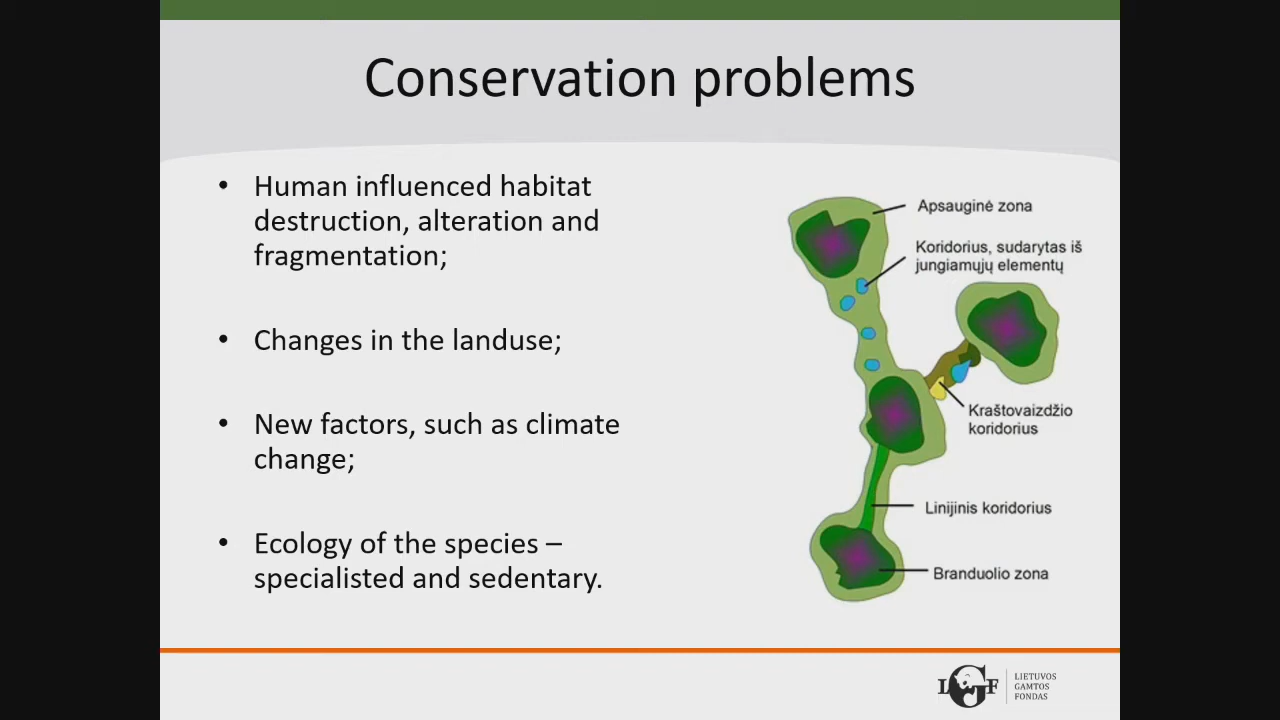 Conservation problems
• Human influenced habitat
destruction, alteration and
fragmentation;
• Changes in the landuse;
• New factors, such as climate
change;
• Ecology of the species –
specialisted and sedentary.
Apsauginė zona
Koridorius, sudarytas iš
jungiamųjų elementų
Kraštovaizdžio
koridorius
Linijinis koridorius
Branduolio zona
LGF
LIETUVOS
GAMTOS
FONDAS